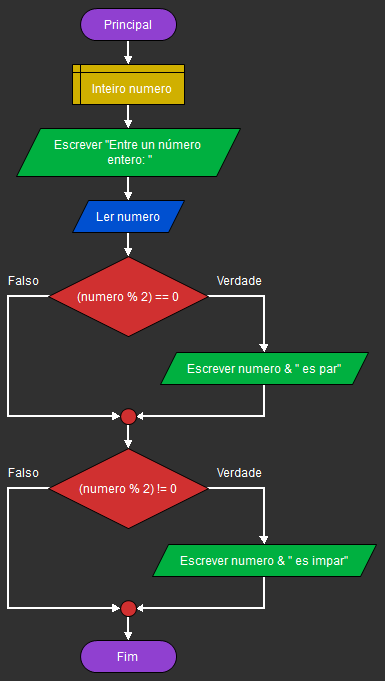 Principal
Inteiro numero
Escrever "Entre un número
entero: "
Ler numero
Falso
Verdade
(numero % 2) == 0
Escrever numero & " es par"
Falso
Verdade
(numero % 2) != 0
Escrever numero & " es impar"
Fim